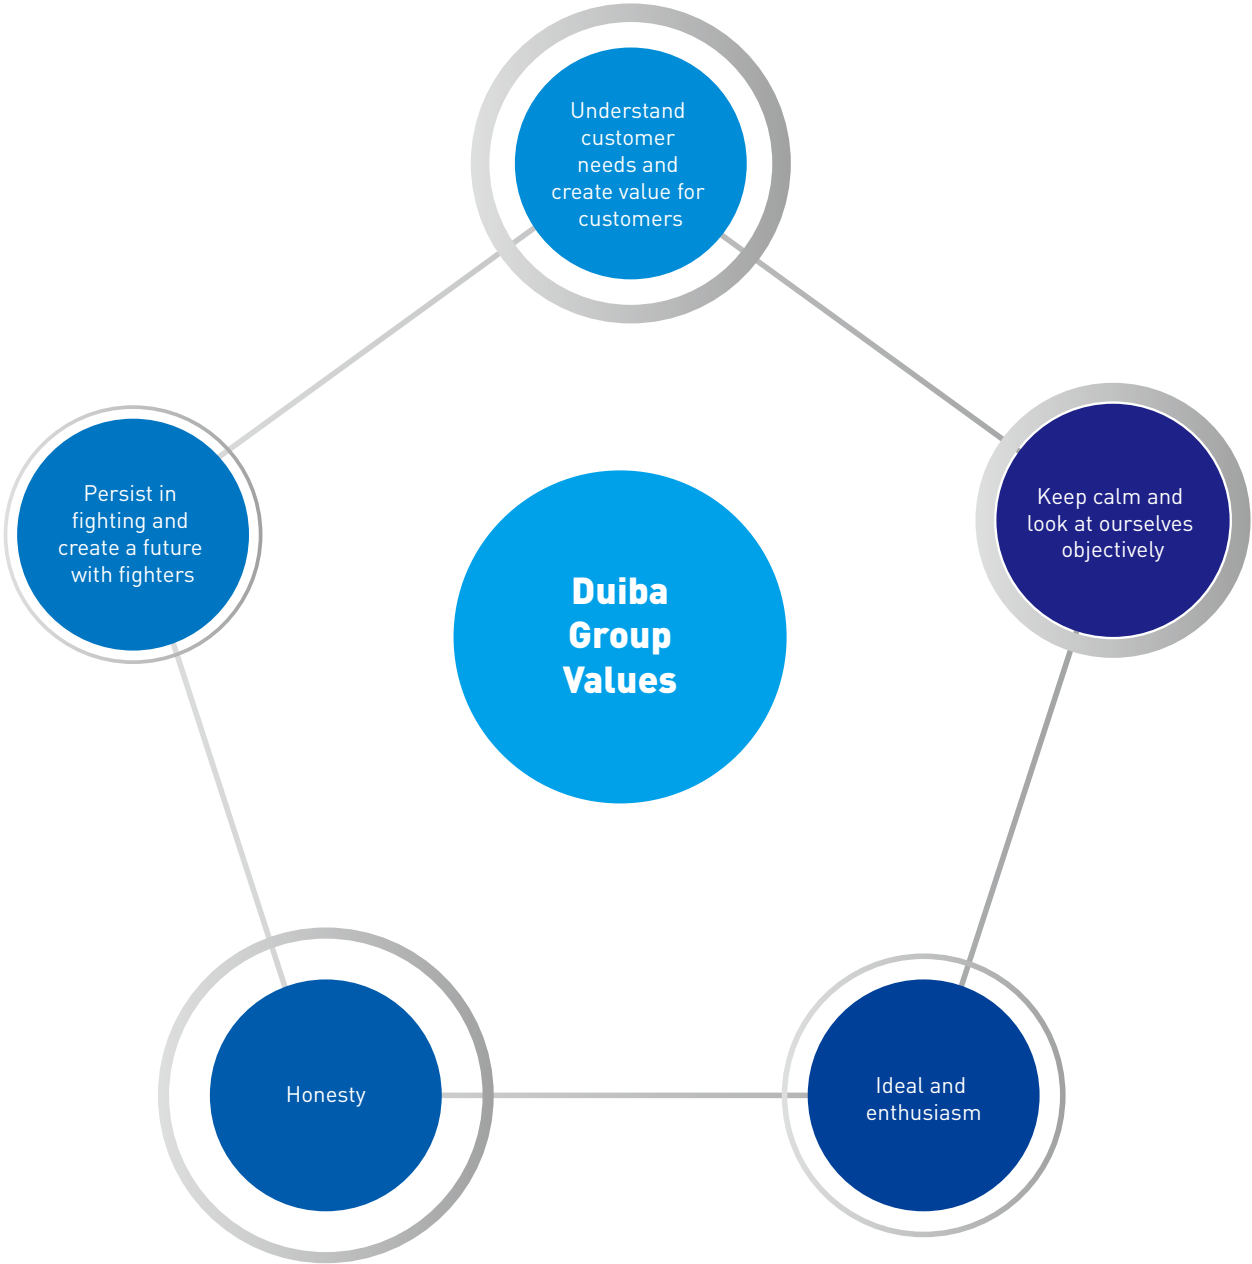 Understand
customer
needs and
create value for
customers
Persist in
fighting and
create a future
with fighters
Keep calm and
look at ourselves
objectively
Duiba
Group
Values
Honesty
Ideal and
enthusiasm